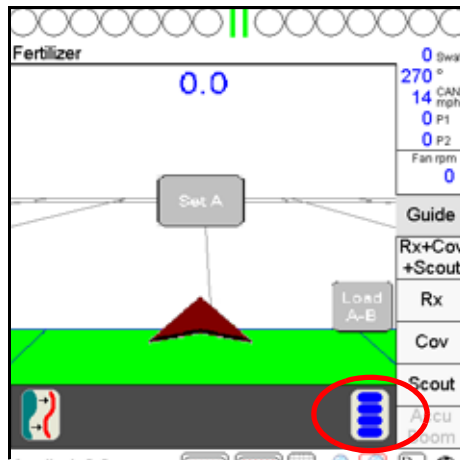 Fertilizer
0.0
0 Swa
270 °
14 CAN mph
0 P1
0 P2
Fan rpm
0
Set A
Guide
Rx+Cov
+Scout
Load
A-B
Rx
Cov
Scout
Accu
Boom